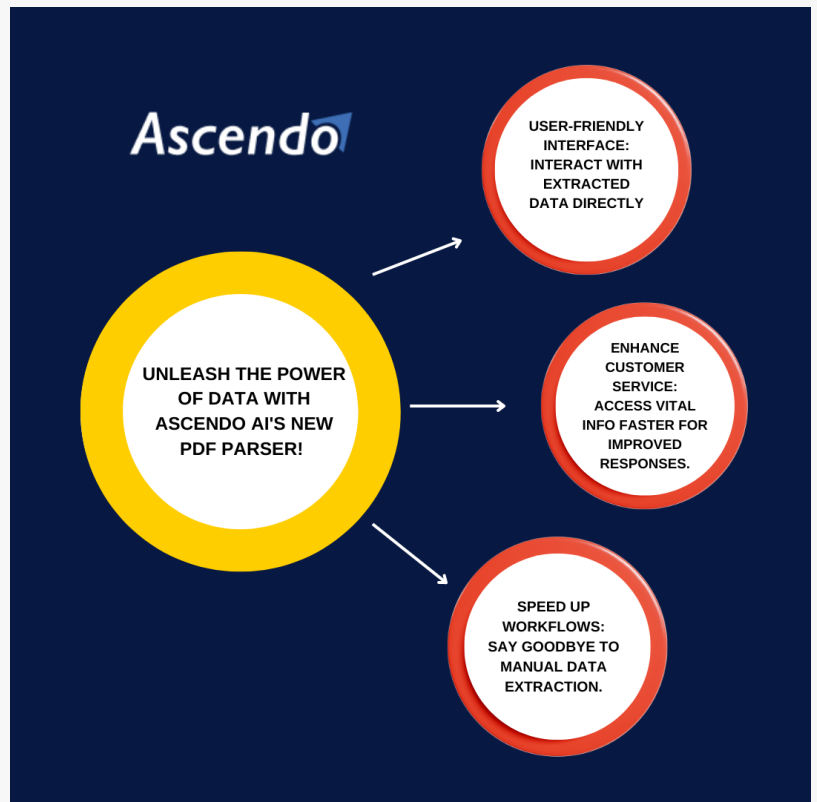 Ascendo
UNLEASH THE POWER
OF DATA WITH
ASCENDO AI'S NEW
PDF PARSER!
USER-FRIENDLY
INTERFACE:
INTERACT WITH
EXTRACTED
DATA DIRECTLY
ENHANCE
CUSTOMER
SERVICE:
ACCESS VITAL
INFO FASTER FOR
IMPROVED
RESPONSES.
SPEED UP
WORKFLOWS:
SAY GOODBYE TO
MANUAL DATA
EXTRACTION.